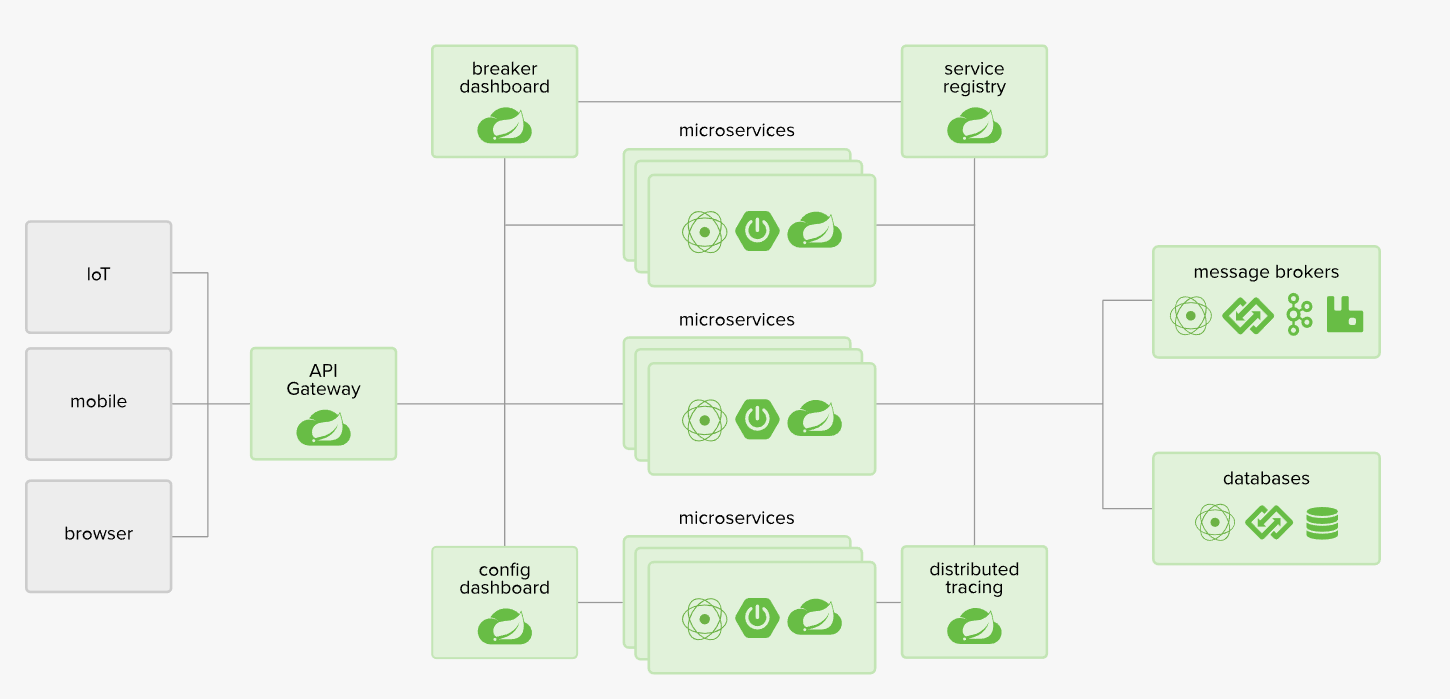 breaker
dashboard
service
registry
microservices
IoT
message brokers
microservices
API
Gateway
mobile
databases
browser
microservices
config
dashboard
distributed
tracing